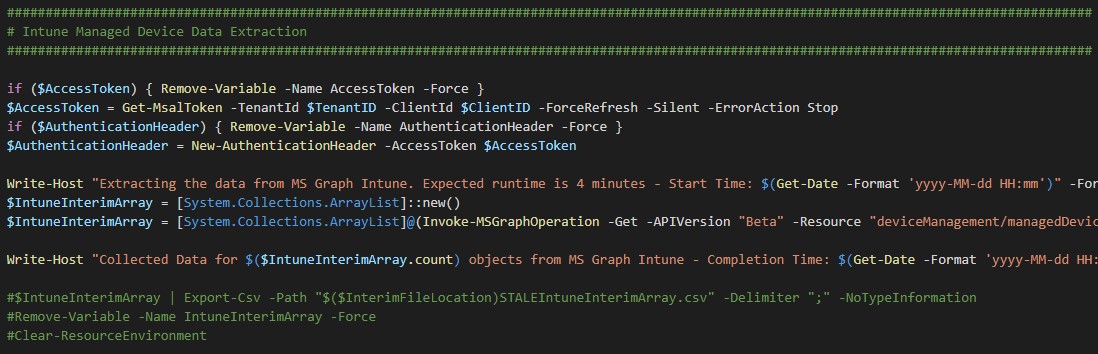 ############################################################################################################################################
# Intune Managed Device Data Extraction
############################################################################################################################################
if ($AccessToken) { Remove-Variable -Name AccessToken -Force }
$AccessToken = Get-MsalToken -TenantId $TenantID -ClientId $ClientID -ForceRefresh -Silent -ErrorAction Stop
if ($AuthenticationHeader) { Remove-Variable -Name AuthenticationHeader -Force }
$AuthenticationHeader = New-AuthenticationHeader -AccessToken $AccessToken
Write-Host "Extracting the data from MS Graph Intune. Expected runtime is 4 minutes - Start Time: $(Get-Date -Format 'yyyy-MM-dd HH:mm')" -For
$IntuneInterimArray = [System.Collections.ArrayList]::new()
$IntuneInterimArray = [System.Collections.ArrayList]@(Invoke-MSGraphOperation -Get -APIVersion "Beta" -Resource "deviceManagement/managedDevic
Write-Host "Collected Data for $($IntuneInterimArray.count) objects from MS Graph Intune - Completion Time: $(Get-Date -Format 'yyyy-MM-dd HH:
#$IntuneInterimArray | Export-Csv -Path "$($InterimFileLocation)STALEIntuneInterimArray.csv" -Delimiter ";" -NoTypeInformation
#Remove-Variable -Name IntuneInterimArray -Force
#Clear-ResourceEnvironment